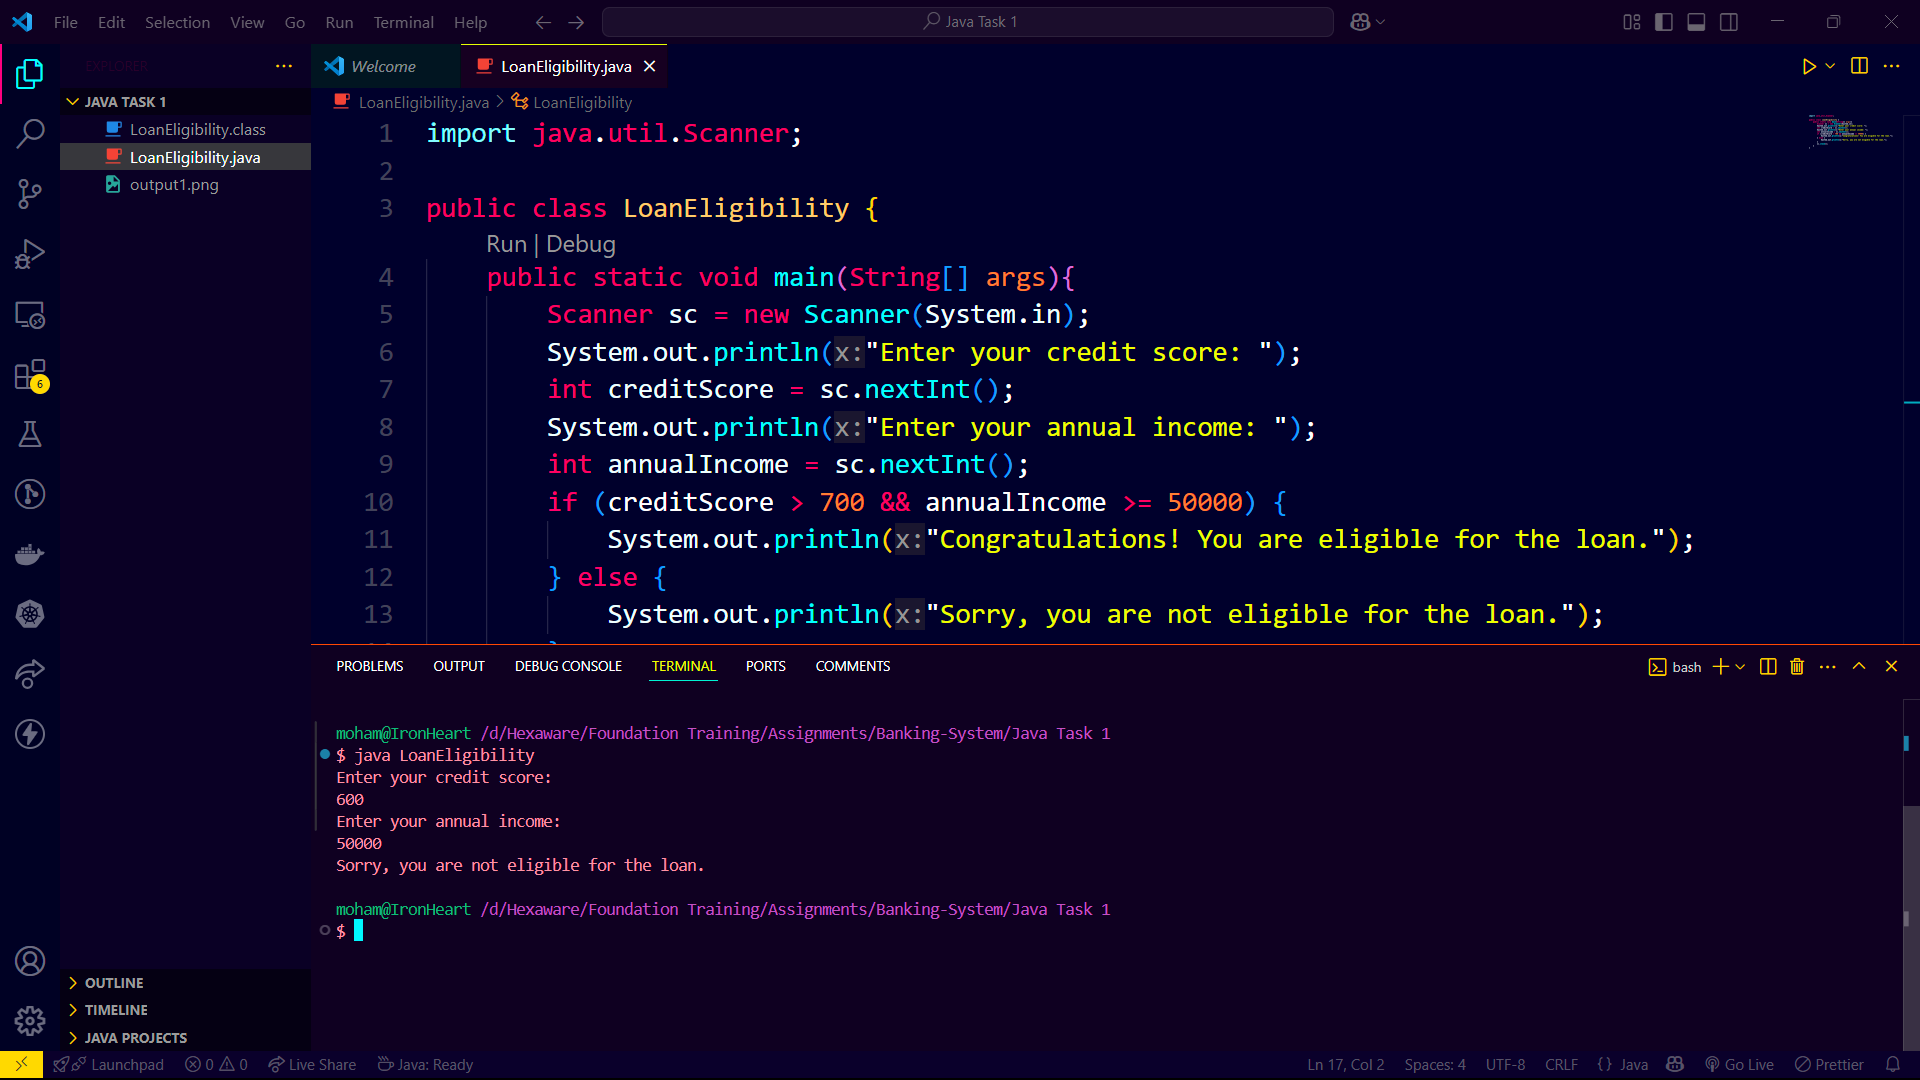 File Edit Selection View Go Run Terminal Help
Java Task 1
EXPLORER
JAVA TASK 1
LoanEligibility.class
LoanEligibility.java
output1.png
OUTLINE
TIMELINE
JAVA PROJECTS
6
Welcome
LoanEligibility.java
LoanEligibility.java > LoanEligibility
1 import java.util.Scanner;
2
3 public class LoanEligibility {
Run | Debug
4 public static void main(String[] args){
5 Scanner sc = new Scanner(System.in);
6 System.out.println(x:"Enter your credit score: ");
7 int creditScore = sc.nextInt();
8 System.out.println(x:"Enter your annual income: ");
9 int annualIncome = sc.nextInt();
10 if (creditScore > 700 && annualIncome >= 50000) {
11 System.out.println(x:"Congratulations! You are eligible for the loan.");
12 } else {
13 System.out.println(x:"Sorry, you are not eligible for the loan.");
PROBLEMS OUTPUT DEBUG CONSOLE TERMINAL PORTS COMMENTS
bash
moham@IronHeart /d/Hexaware/Foundation Training/Assignments/Banking-System/Java Task 1
$ java LoanEligibility
Enter your credit score:
600
Enter your annual income:
50000
Sorry, you are not eligible for the loan.
moham@IronHeart /d/Hexaware/Foundation Training/Assignments/Banking-System/Java Task 1
$
Launchpad 0 0 Live Share Java: Ready
Ln 17, Col 2 Spaces: 4 UTF-8 CRLF {} Java Go Live Prettier